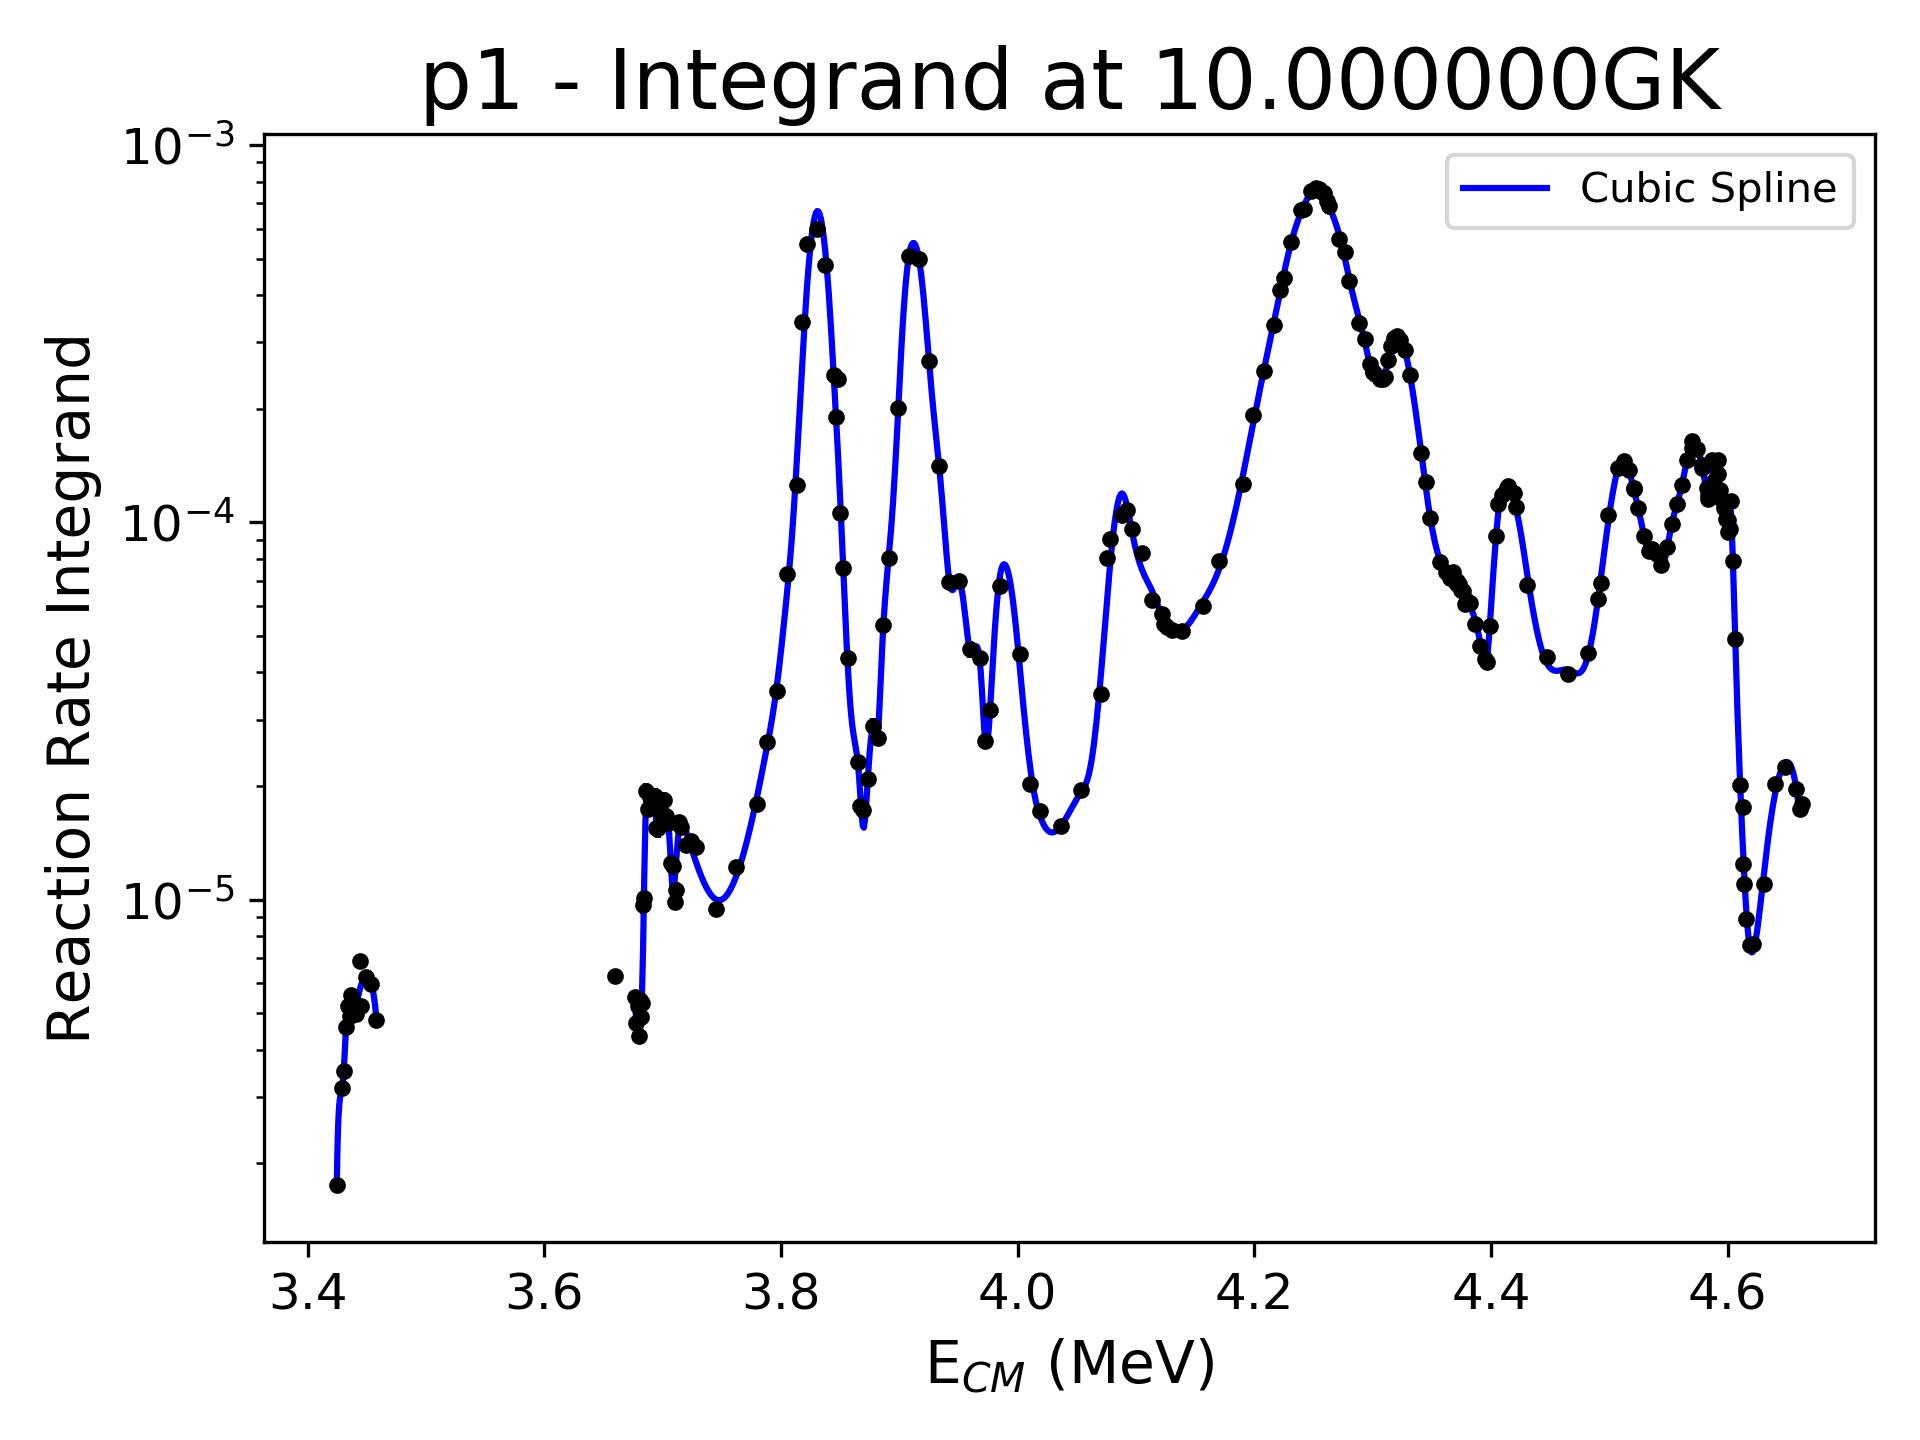 p1 - Integrand at 10.000000GK
Cubic Spline
Reaction Rate Integrand
10⁻³
10⁻⁴
10⁻⁵
3.4 3.6 3.8 4.0 4.2 4.4 4.6
E_CM (MeV)